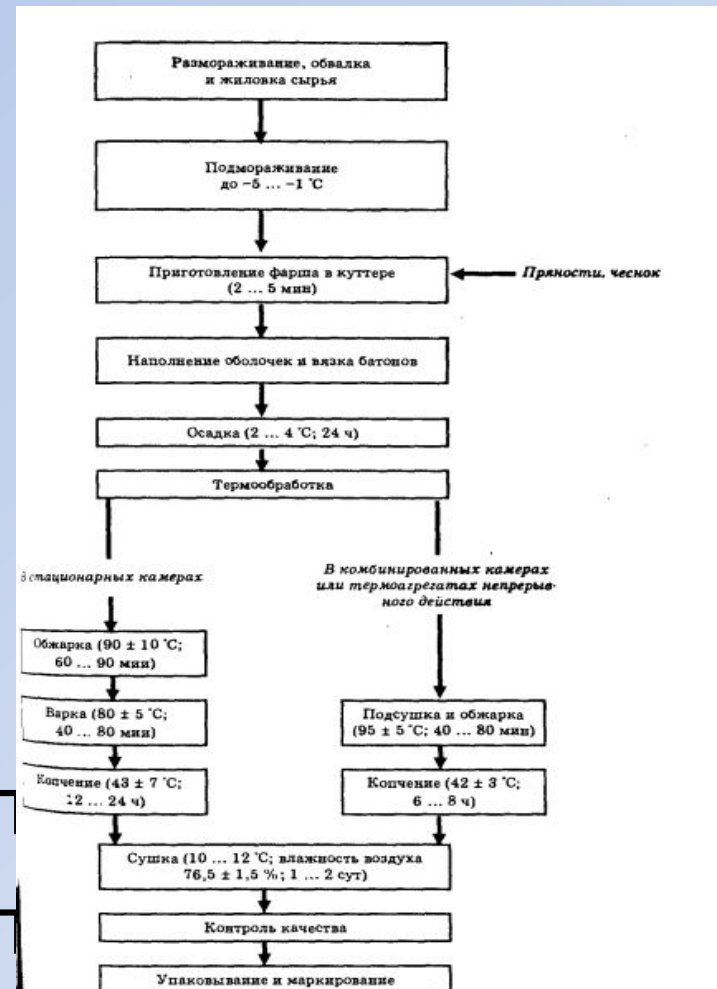 Размораживание, обвалка
и жиловка сырья
Подмораживание
до −5 ... −1 °С
Приготовление фарша в куттере
(2 ... 5 мин)
Пряности, чеснок
Наполнение оболочек и вязка батонов
Осадка (2 ... 4 °С; 24 ч)
Термообработка
В стационарных камерах
В комбинированных камерах
или термоагрегатах непрерыв-
ного действия
Обжарка (90 ± 10 °С;
60 ... 90 мин)
Варка (80 ± 5 °С;
40 ... 80 мин)
Подсушка и обжарка
(95 ± 5 °С; 40 ... 80 мин)
Копчение (43 ± 7 °С;
12 ... 24 ч)
Копчение (42 ± 3 °С;
6 ... 8 ч)
Сушка (10 ... 12 °С; влажность воздуха
76,5 ± 1,5 %; 1 ... 2 сут)
Контроль качества
Упаковывание и маркирование